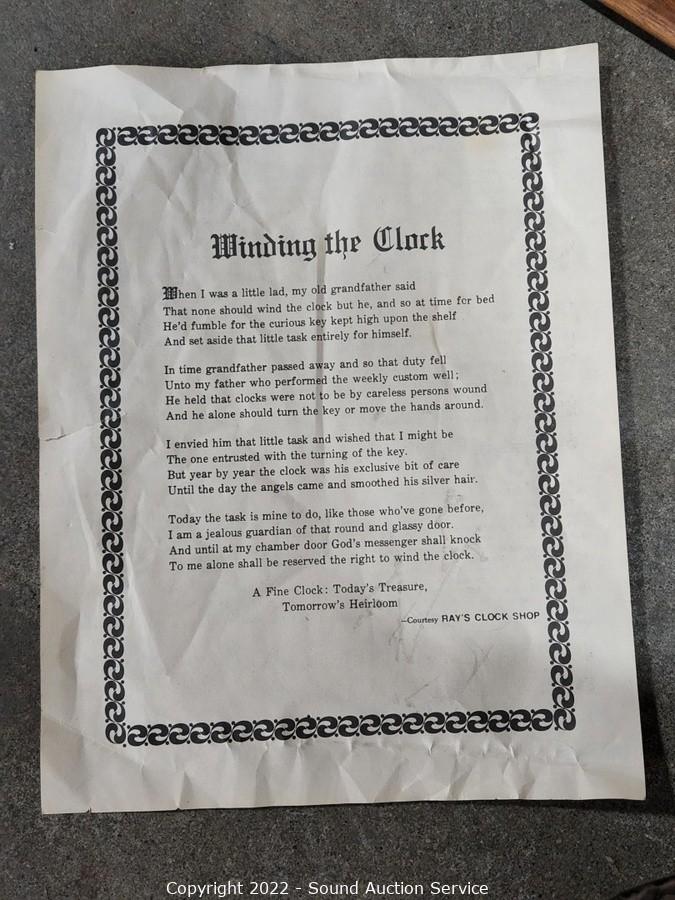 Winding the Clock
When I was a little lad, my old grandfather said
That none should wind the clock but he, and so at time for bed
He'd fumble for the curious key kept high upon the shelf
And set aside that little task entirely for himself.
In time grandfather passed away and so that duty fell
Unto my father who performed the weekly custom well;
He held that clocks were not to be by careless persons wound
And he alone should turn the key or move the hands around.
I envied him that little task and wished that I might be
The one entrusted with the turning of the key.
But year by year the clock was his exclusive bit of care
Until the day the angels came and smoothed his silver hair.
Today the task is mine to do, like those who've gone before,
I am a jealous guardian of that round and glassy door.
And until at my chamber door God's messenger shall knock
To me alone shall be reserved the right to wind the clock.
A Fine Clock: Today's Treasure,
Tomorrow's Heirloom
—Courtesy RAY'S CLOCK SHOP
Copyright 2022 - Sound Auction Service